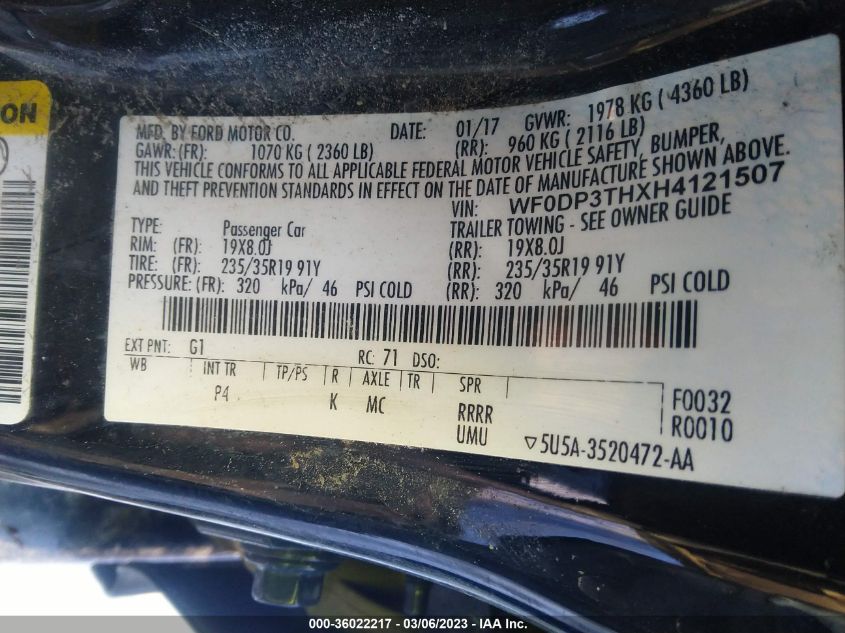 ON
MFD. BY FORD MOTOR CO. DATE: 01/17 GVWR: 1978 KG ( 4360 LB)
GAWR:(FR): 1070 KG ( 2360 LB) (RR): 960 KG ( 2116 LB)
THIS VEHICLE CONFORMS TO ALL APPLICABLE FEDERAL MOTOR VEHICLE SAFETY, BUMPER,
AND THEFT PREVENTION STANDARDS IN EFFECT ON THE DATE OF MANUFACTURE SHOWN ABOVE.
VIN: WF0DP3THXH4121507
TYPE: Passenger Car TRAILER TOWING - SEE OWNER GUIDE
RIM: (FR): 19X8.0J (RR): 19X8.0J
TIRE: (FR): 235/35R19 91Y (RR): 235/35R19 91Y
PRESSURE: (FR): 320 kPa/ 46 PSI COLD (RR): 320 kPa/ 46 PSI COLD
EXT PNT: G1 RC: 71 DSO:
WB INT TR TP/PS R AXLE TR SPR
P4 K MC RRRR F0032
UMU R0010
▽5U5A-3520472-AA
000-36022217 - 03/06/2023 - IAA Inc.